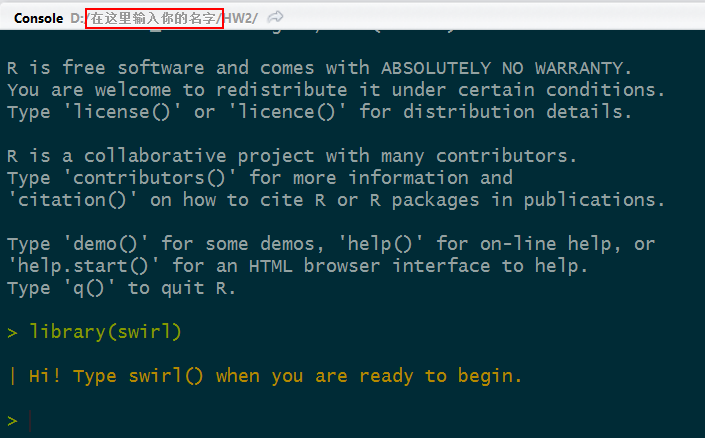 Console D:/在这里输入你的名字/HW2/
R is free software and comes with ABSOLUTELY NO WARRANTY.
You are welcome to redistribute it under certain conditions.
Type 'license()' or 'licence()' for distribution details.
R is a collaborative project with many contributors.
Type 'contributors()' for more information and
'citation()' on how to cite R or R packages in publications.
Type 'demo()' for some demos, 'help()' for on-line help, or
'help.start()' for an HTML browser interface to help.
Type 'q()' to quit R.
> library(swirl)
| Hi! Type swirl() when you are ready to begin.
>